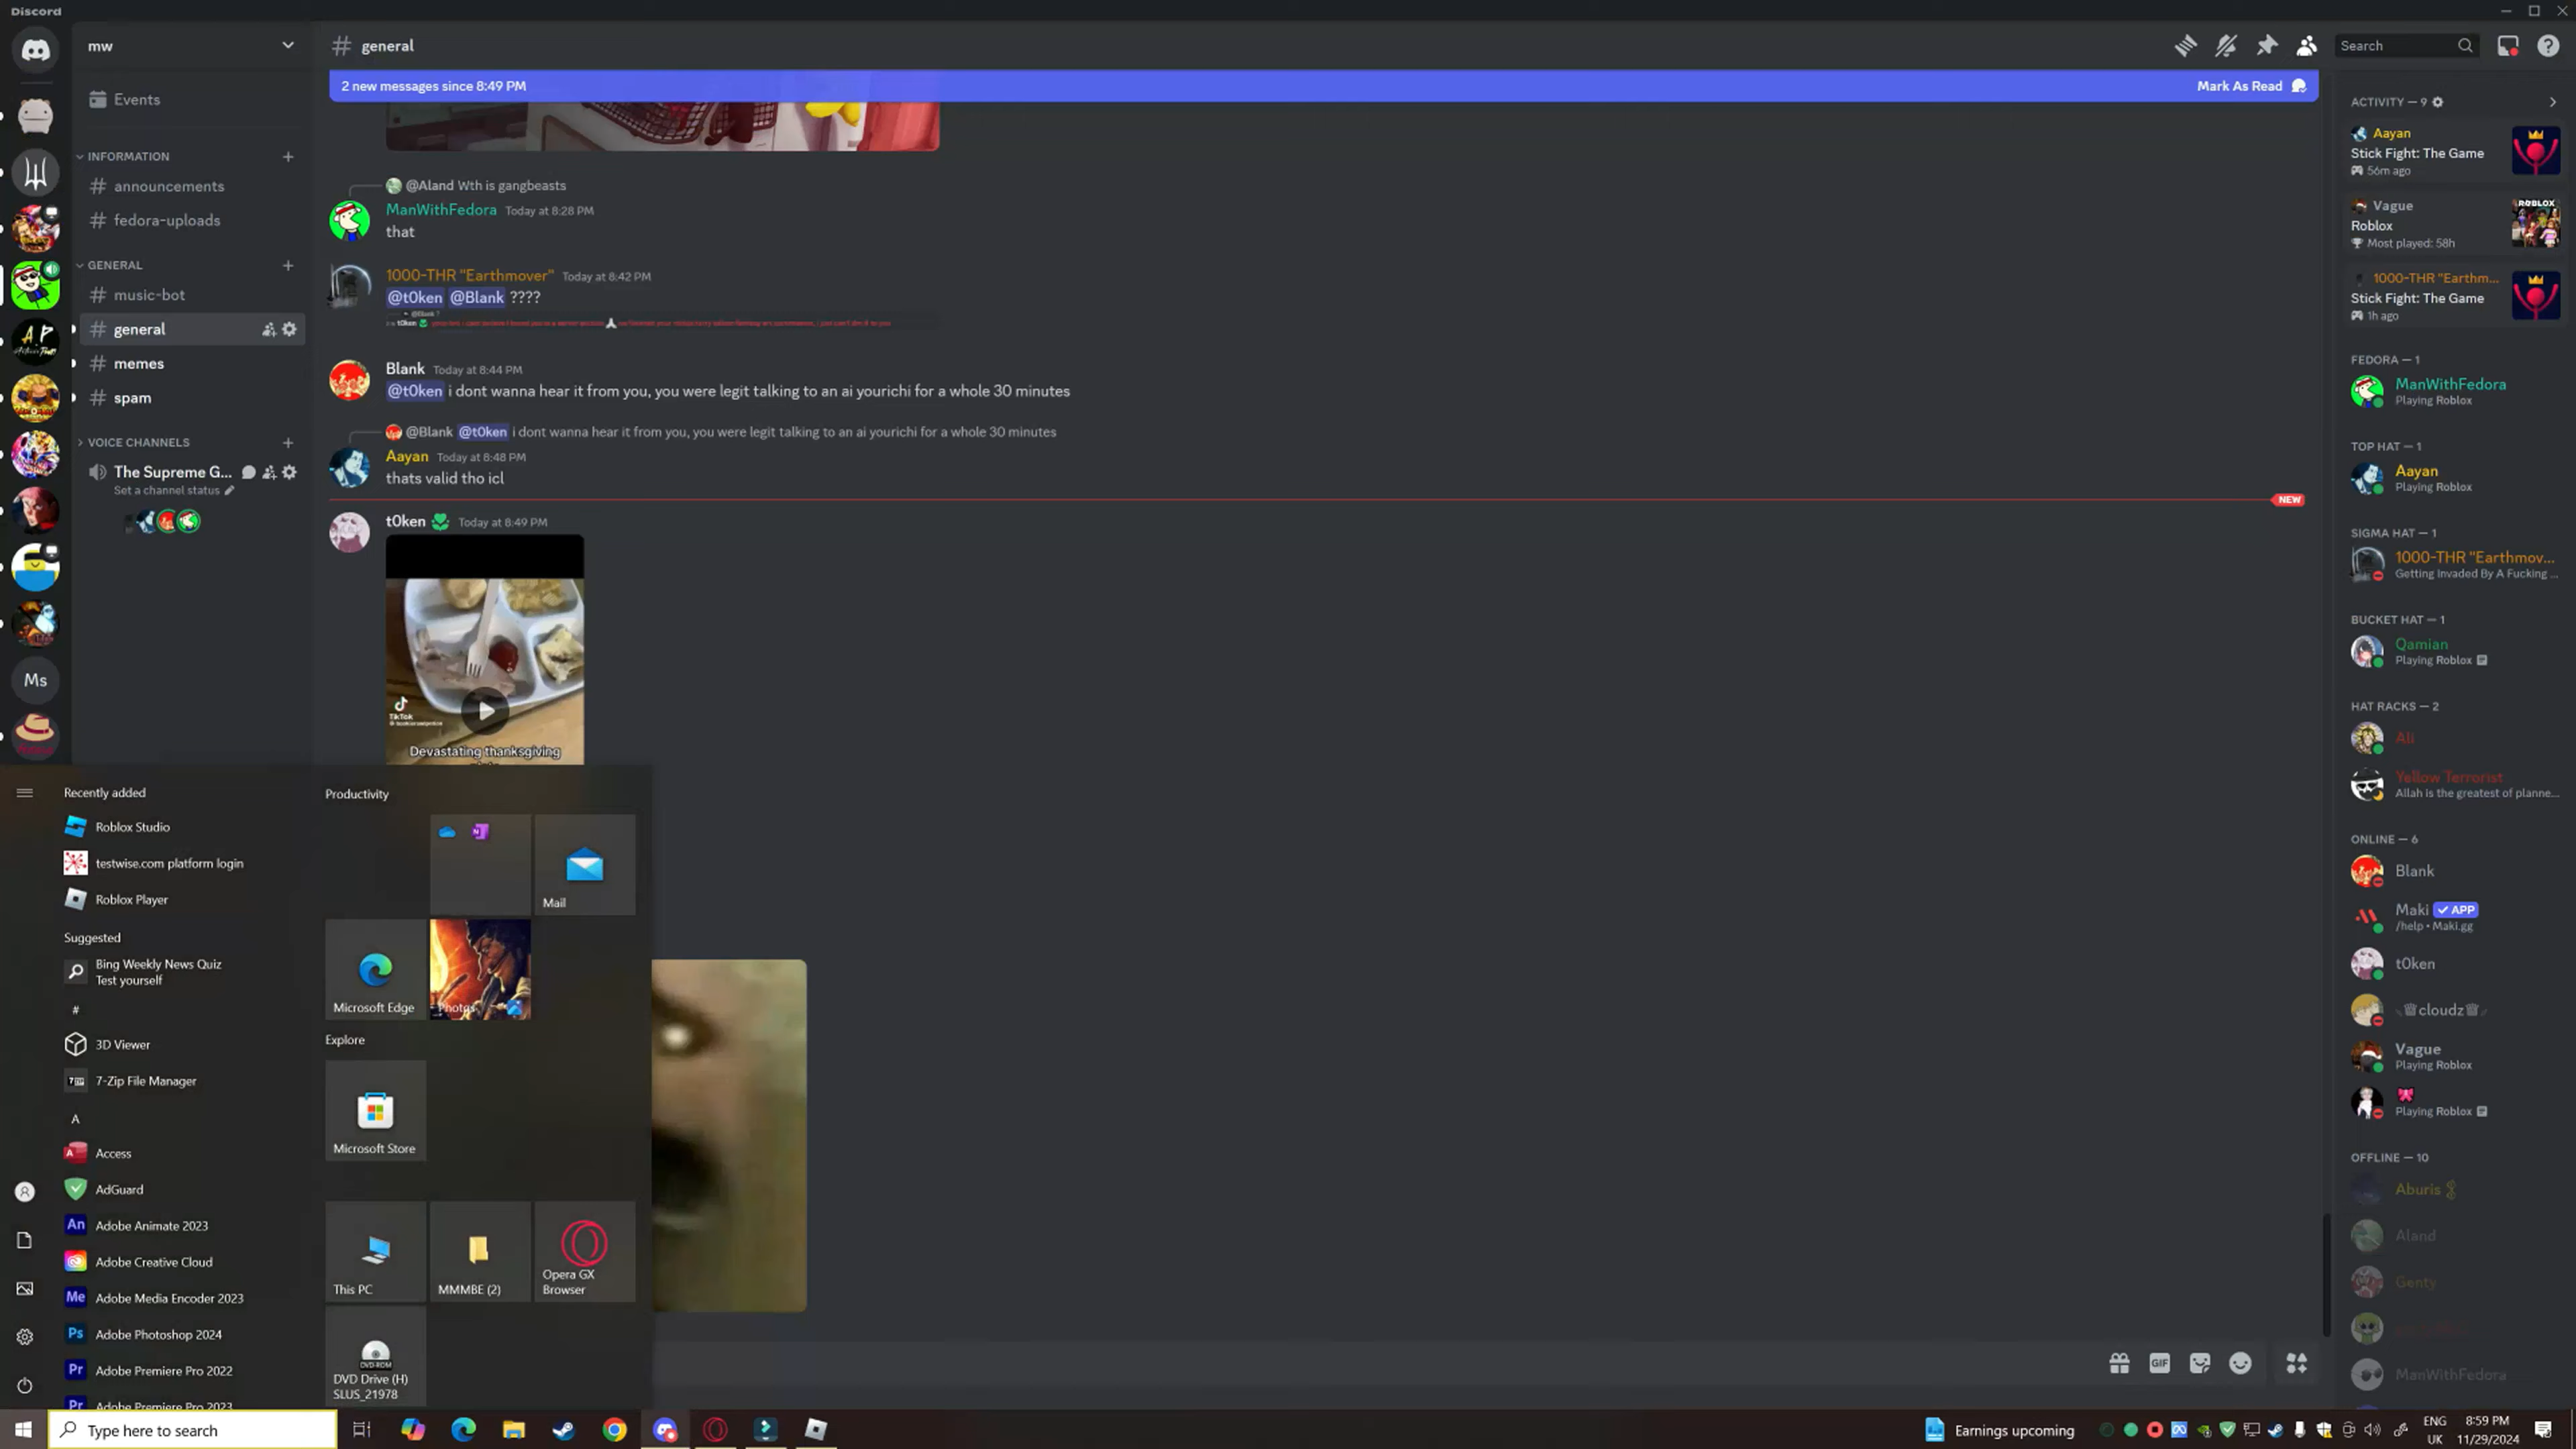 Discord
mw
Events
INFORMATION
announcements
fedora-uploads
GENERAL
music-bot
general
memes
spam
VOICE CHANNELS
The Supreme G...
Set a channel status
A.P
Ms
# general
Search
2 new messages since 8:49 PM
Mark As Read
@Aland Wth is gangbeasts
ManWithFedora Today at 8:28 PM
that
1000-THR "Earthmover" Today at 8:42 PM
@t0ken @Blank ????
Blank Today at 8:44 PM
@t0ken i dont wanna hear it from you, you were legit talking to an ai yourichi for a whole 30 minutes
@Blank @t0ken i dont wanna hear it from you, you were legit talking to an ai yourichi for a whole 30 minutes
Aayan Today at 8:48 PM
thats valid tho icl
NEW
t0ken Today at 8:49 PM
TikTok
Devastating thanksgiving
ACTIVITY — 9
Aayan
Stick Fight: The Game
56m ago
Vague
Roblox
Most played: 58h
ROBLOX
1000-THR "Earthm...
Stick Fight: The Game
1h ago
FEDORA — 1
ManWithFedora
Playing Roblox
TOP HAT — 1
Aayan
Playing Roblox
SIGMA HAT — 1
1000-THR "Earthmov...
Getting Invaded By A Fucking ...
BUCKET HAT — 1
Qamian
Playing Roblox
HAT RACKS — 2
Ali
Yellow Terrorist
Allah is the greatest of planne...
ONLINE — 6
Blank
Maki APP
/help • Maki.gg
t0ken
cloudz
Vague
Playing Roblox
Playing Roblox
OFFLINE — 10
Aburis
Aland
Genty
ManWithFedora
Recently added
Roblox Studio
testwise.com platform login
Roblox Player
Suggested
Bing Weekly News Quiz
Test yourself
#
3D Viewer
7-Zip File Manager
A
Access
AdGuard
Adobe Animate 2023
Adobe Creative Cloud
Adobe Media Encoder 2023
Adobe Photoshop 2024
Adobe Premiere Pro 2022
Adobe Premiere Pro 2023
Productivity
Mail
Microsoft Edge
Photos
Explore
Microsoft Store
This PC
MMMBE (2)
Opera GX
Browser
DVD-ROM
DVD Drive (H)
SLUS_21978
GIF
Type here to search
Earnings upcoming
ENG
UK
8:59 PM
11/29/2024